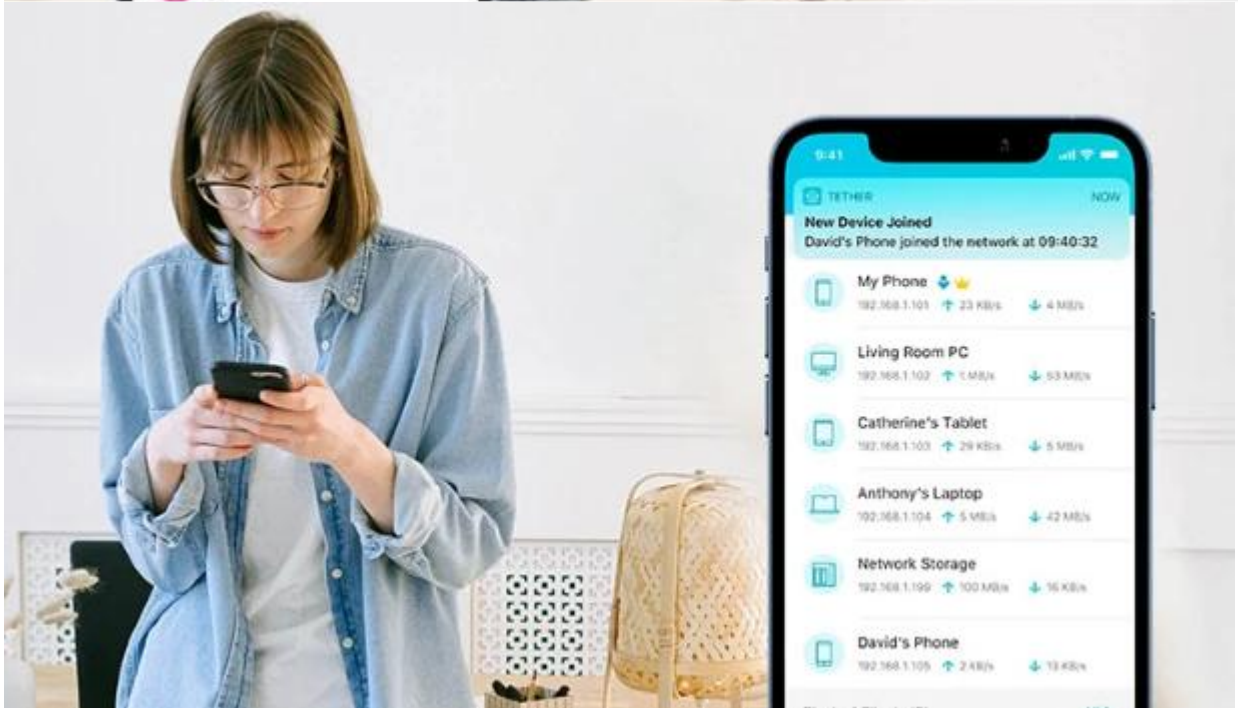 9:41
TETHER NOW
New Device Joined
David's Phone joined the network at 09:40:32
My Phone
192.168.1.101 23 KB/s 4 MB/s
Living Room PC
192.168.1.102 1 MB/s 53 MB/s
Catherine's Tablet
192.168.1.103 29 KB/s 5 MB/s
Anthony's Laptop
192.168.1.104 5 MB/s 42 MB/s
Network Storage
192.168.1.199 100 MB/s 16 KB/s
David's Phone
192.168.1.105 2 KB/s 13 KB/s